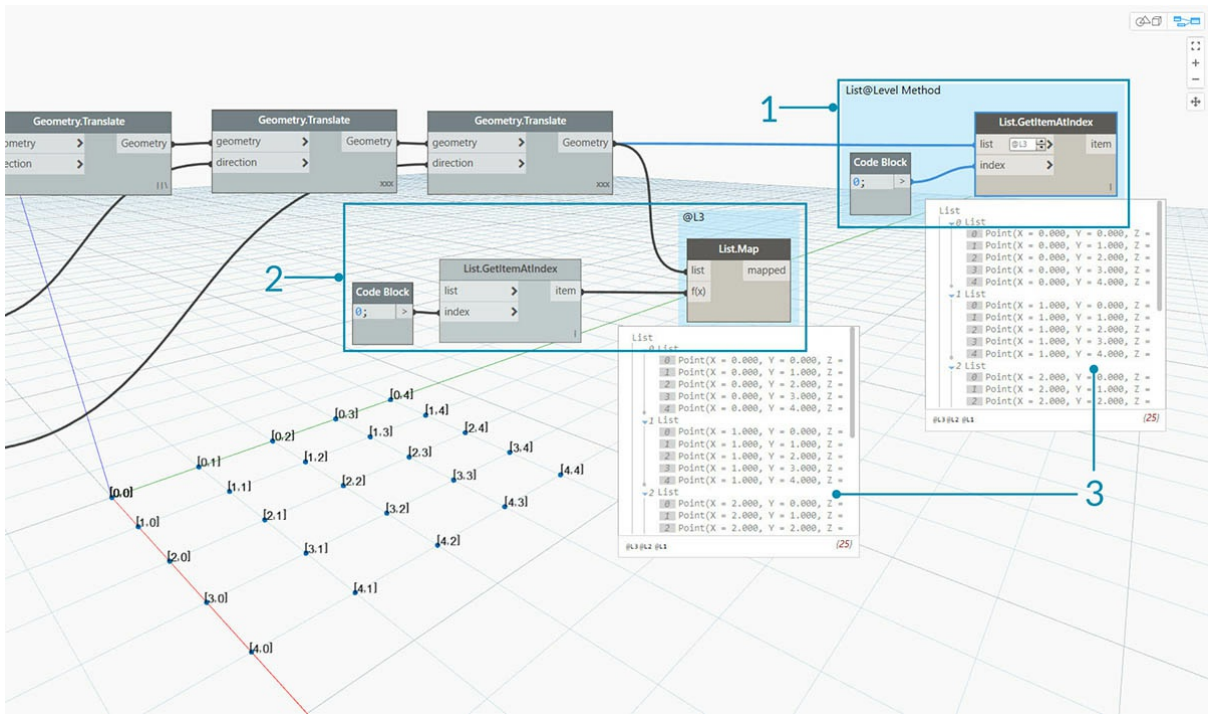 List@Level Method
1
Geometry.Translate
Geometry
Geometry.Translate
geometry > Geometry
direction >
xxx
Geometry.Translate
geometry > Geometry
direction >
xxx
List.GetItemAtIndex
list @L3 > item
index >
Code Block
0; >
List
0 List
0 Point(X = 0.000, Y = 0.000, Z =
1 Point(X = 0.000, Y = 1.000, Z =
2 Point(X = 0.000, Y = 2.000, Z =
3 Point(X = 0.000, Y = 3.000, Z =
4 Point(X = 0.000, Y = 4.000, Z =
1 List
0 Point(X = 1.000, Y = 0.000, Z =
1 Point(X = 1.000, Y = 1.000, Z =
2 Point(X = 1.000, Y = 2.000, Z =
3 Point(X = 1.000, Y = 3.000, Z =
4 Point(X = 1.000, Y = 4.000, Z =
2 List
0 Point(X = 2.000, Y = 0.000, Z =
1 Point(X = 2.000, Y = 1.000, Z =
2 Point(X = 2.000, Y = 2.000, Z =
@L3 @L2 @L1 {25}
2
@L3
List.Map
list mapped
f(x)
List.GetItemAtIndex
list > item
index >
Code Block
0; >
List
0 List
0 Point(X = 0.000, Y = 0.000, Z =
1 Point(X = 0.000, Y = 1.000, Z =
2 Point(X = 0.000, Y = 2.000, Z =
3 Point(X = 0.000, Y = 3.000, Z =
4 Point(X = 0.000, Y = 4.000, Z =
1 List
0 Point(X = 1.000, Y = 0.000, Z =
1 Point(X = 1.000, Y = 1.000, Z =
2 Point(X = 1.000, Y = 2.000, Z =
3 Point(X = 1.000, Y = 3.000, Z =
4 Point(X = 1.000, Y = 4.000, Z =
2 List
0 Point(X = 2.000, Y = 0.000, Z =
1 Point(X = 2.000, Y = 1.000, Z =
2 Point(X = 2.000, Y = 2.000, Z =
@L3 @L2 @L1 {25}
3
[0.4]
[0.3] [1.4]
[0.2] [1.3] [2.4]
[0.1] [1.2] [2.3] [3.4]
[0.0] [1.1] [2.2] [3.3] [4.4]
[1.0] [2.1] [3.2] [4.3]
[2.0] [3.1] [4.2]
[3.0] [4.1]
[4.0]